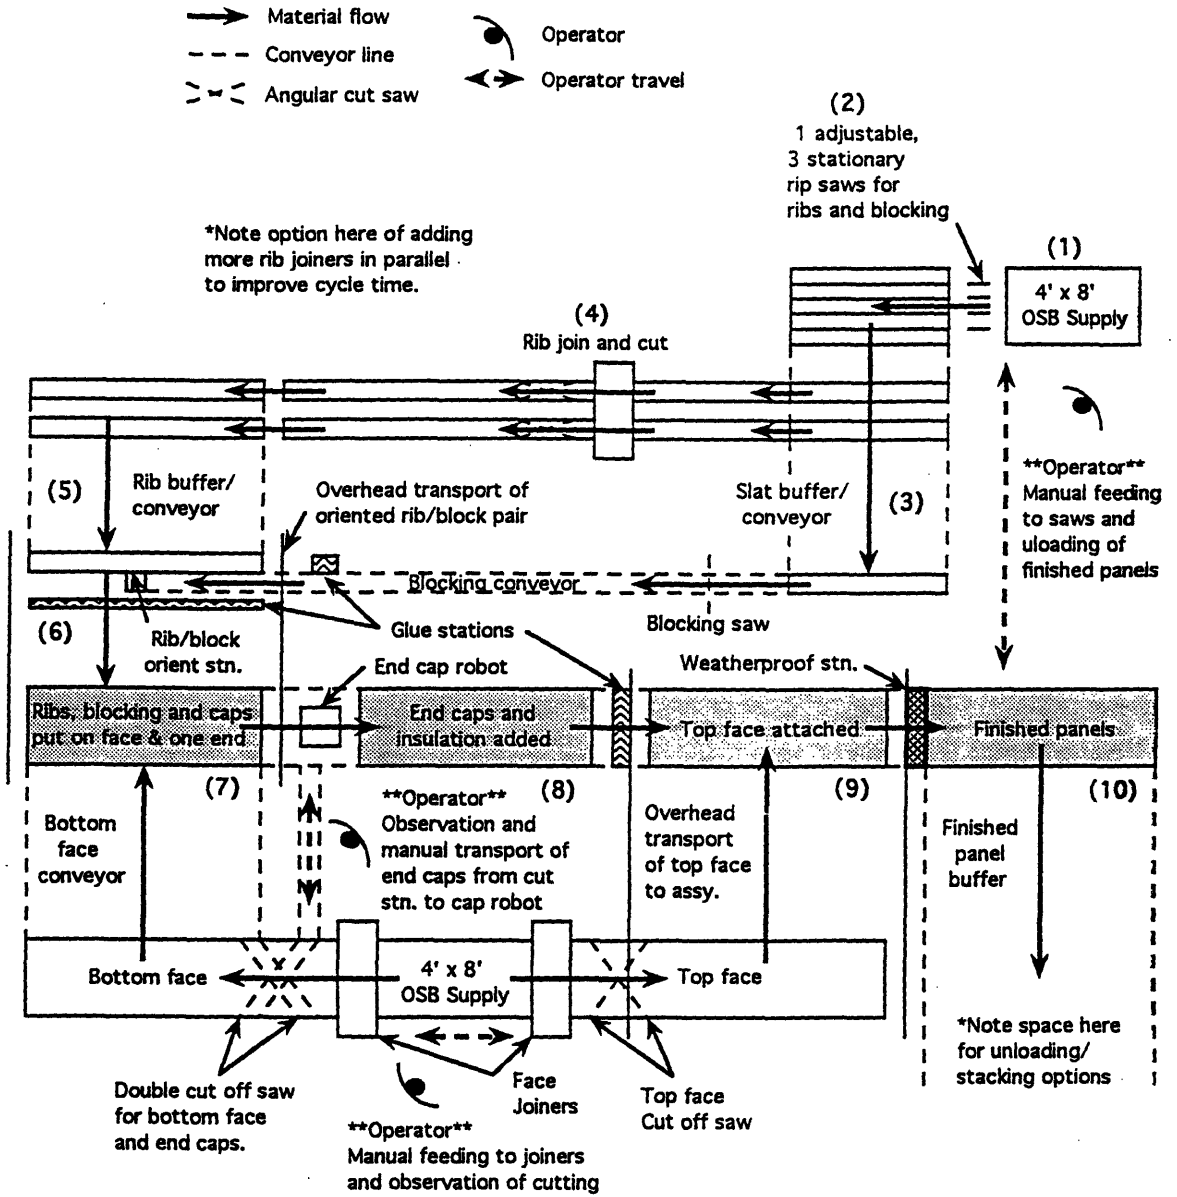 Material flow
Conveyor line
Angular cut saw
Operator
Operator travel
(2)
1 adjustable,
3 stationary
rip saws for
ribs and blocking
*Note option here of adding
more rib joiners in parallel
to improve cycle time.
(1)
4' x 8'
OSB Supply
(4)
Rib join and cut
**Operator**
Manual feeding
to saws and
uloading of
finished panels
(5)
Rib buffer/
conveyor
Overhead transport of
oriented rib/block pair
Slat buffer/
conveyor
(3)
Blocking conveyor
Blocking saw
(6)
Rib/block
orient stn.
Glue stations
End cap robot
Weatherproof stn.
Ribs, blocking and caps
put on face & one end
End caps and
insulation added
Top face attached
Finished panels
(7)
(8)
(9)
(10)
Bottom
face
conveyor
**Operator**
Observation and
manual transport of
end caps from cut
stn. to cap robot
Overhead
transport
of top face
to assy.
Finished
panel
buffer
Bottom face
4' x 8'
OSB Supply
Top face
*Note space here
for unloading/
stacking options
Double cut off saw
for bottom face
and end caps.
Face
Joiners
Top face
Cut off saw
**Operator**
Manual feeding to joiners
and observation of cutting